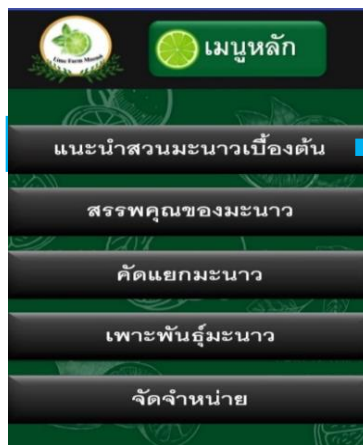 Lime Farm Manao
เมนูหลัก
แนะนำสวนมะนาวเบื้องต้น
สรรพคุณของมะนาว
คัดแยกมะนาว
เพาะพันธุ์มะนาว
จัดจำหน่าย